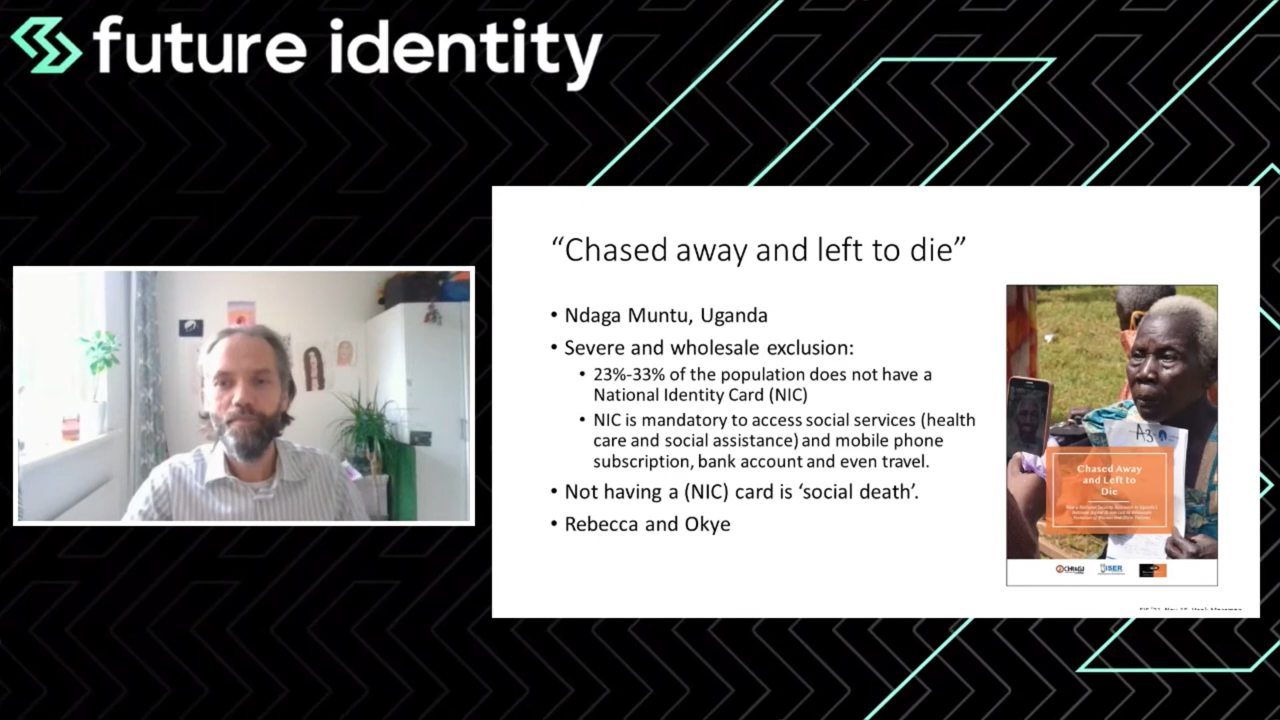 future identity
“Chased away and left to die”
• Ndaga Muntu, Uganda
• Severe and wholesale exclusion:
• 23%-33% of the population does not have a
National Identity Card (NIC)
• NIC is mandatory to access social services (health
care and social assistance) and mobile phone
subscription, bank account and even travel.
• Not having a (NIC) card is ‘social death’.
• Rebecca and Okye
Chased Away
and Left to
Die
CHRGJ
ISER